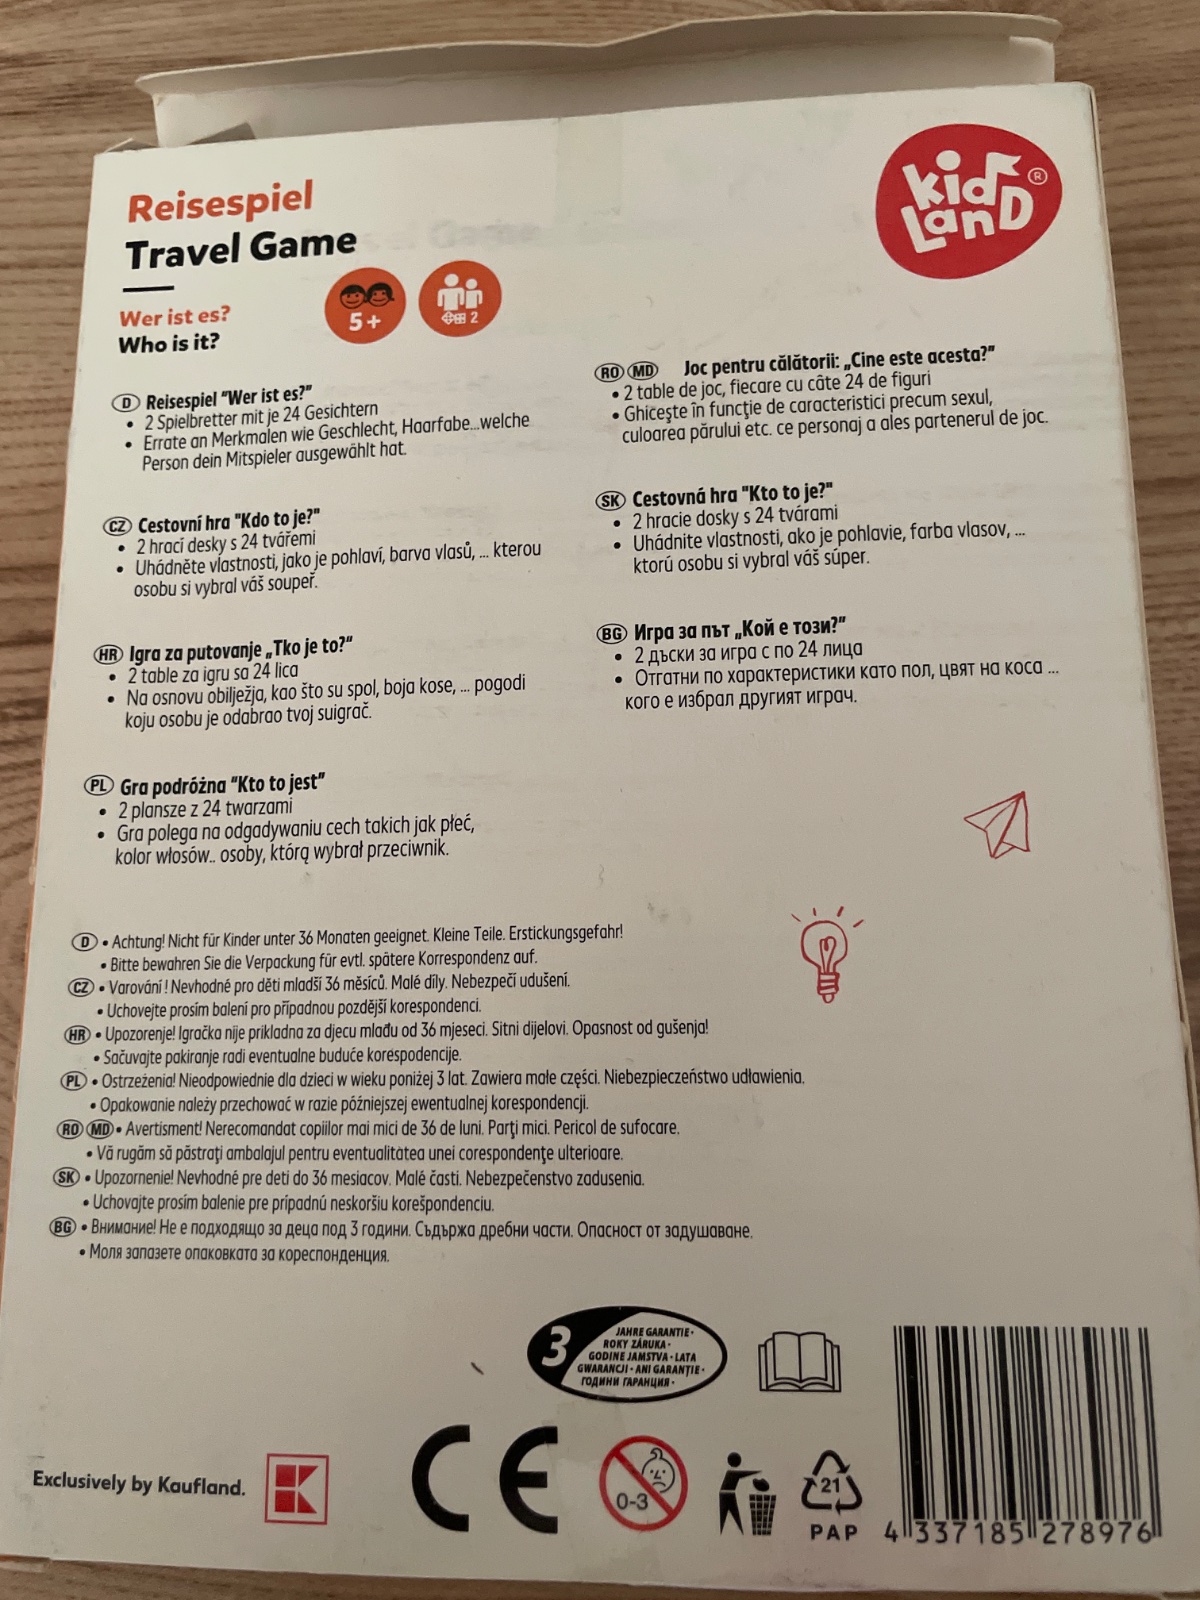 Reisespiel
Travel Game
kid
LanD
®
Wer ist es?
Who is it?
5+
2
D Reisespiel "Wer ist es?"
• 2 Spielbretter mit je 24 Gesichtern
• Errate an Merkmalen wie Geschlecht, Haarfabe...welche
Person dein Mitspieler ausgewählt hat.
CZ Cestovní hra "Kdo to je?"
• 2 hrací desky s 24 tvářemi
• Uhádněte vlastnosti, jako je pohlaví, barva vlasů, ... kterou
osobu si vybral váš soupeř.
HR Igra za putovanje „Tko je to?"
• 2 table za igru sa 24 lica
• Na osnovu obilježja, kao što su spol, boja kose, ... pogodi
koju osobu je odabrao tvoj suigrač.
PL Gra podróżna "Kto to jest"
• 2 plansze z 24 twarzami
• Gra polega na odgadywaniu cech takich jak płeć,
kolor włosów.. osoby, którą wybrał przeciwnik.
RO MD Joc pentru călătorii: „Cine este acesta?"
• 2 table de joc, fiecare cu câte 24 de figuri
• Ghiceşte în funcţie de caracteristici precum sexul,
culoarea părului etc. ce personaj a ales partenerul de joc.
SK Cestovná hra "Kto to je?"
• 2 hracie dosky s 24 tvárami
• Uhádnite vlastnosti, ako je pohlavie, farba vlasov, ...
ktorú osobu si vybral váš súper.
BG Игра за път „Кой е този?"
• 2 дъски за игра с по 24 лица
• Отгатни по характеристики като пол, цвят на коса ...
кого е избрал другият играч.
D • Achtung! Nicht für Kinder unter 36 Monaten geeignet. Kleine Teile. Erstickungsgefahr!
• Bitte bewahren Sie die Verpackung für evtl. spätere Korrespondenz auf.
CZ • Varování ! Nevhodné pro děti mladší 36 měsíců. Malé díly. Nebezpečí udušení.
• Uchovejte prosím balení pro případnou pozdější korespondenci.
HR • Upozorenje! Igračka nije prikladna za djecu mlađu od 36 mjeseci. Sitni dijelovi. Opasnost od gušenja!
• Sačuvajte pakiranje radi eventualne buduće korespodencije.
PL • Ostrzeżenia! Nieodpowiednie dla dzieci w wieku poniżej 3 lat. Zawiera małe części. Niebezpieczeństwo udławienia.
• Opakowanie należy przechować w razie późniejszej ewentualnej korespondencji.
RO MD • Avertisment! Nerecomandat copiilor mai mici de 36 de luni. Parţi mici. Pericol de sufocare.
• Vă rugăm să păstraţi ambalajul pentru eventualitatea unei corespondenţe ulterioare.
SK • Upozornenie! Nevhodné pre deti do 36 mesiacov. Malé časti. Nebezpečenstvo zadusenia.
• Uchovajte prosím balenie pre prípadnú neskoršiu korešpondenciu.
BG • Внимание! Не е подходящо за деца под 3 години. Съдържа дребни части. Опасност от задушаване.
• Моля запазете опаковката за кореспонденция.
3
JAHRE GARANTIE •
ROKY ZÁRUKA •
GODINE JAMSTVA • LATA
GWARANCJI • ANI GARANŢIE •
ГОДИНИ ГАРАНЦИЯ •
Exclusively by Kaufland.
K
CE
0-3
21
PAP
4 337185 278976